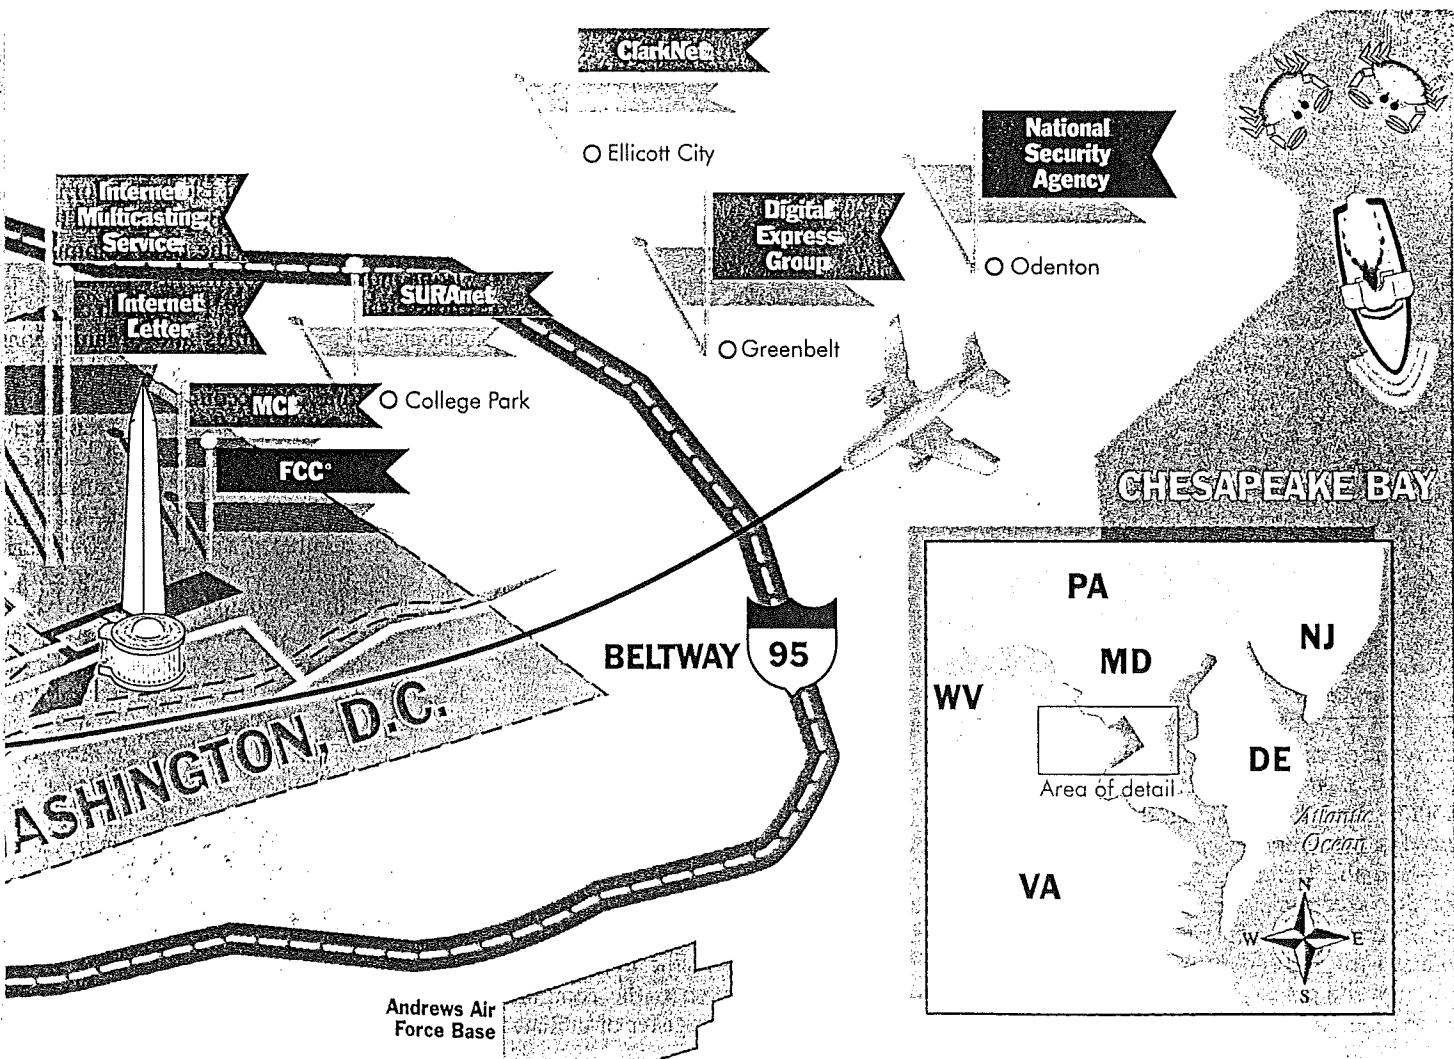 ClarkNet
Ellicott City
National
Security
Agency
Odenton
Internet
Multicasting
Service
Digital
Express
Group
Greenbelt
Internet
Letter
SURAnet
College Park
MCI
FCC
CHESAPEAKE BAY
BELTWAY
95
ASHINGTON, D.C.
Andrews Air
Force Base
PA
NJ
MD
WV
DE
Area of detail
Atlantic
Ocean
VA
N
W
E
S